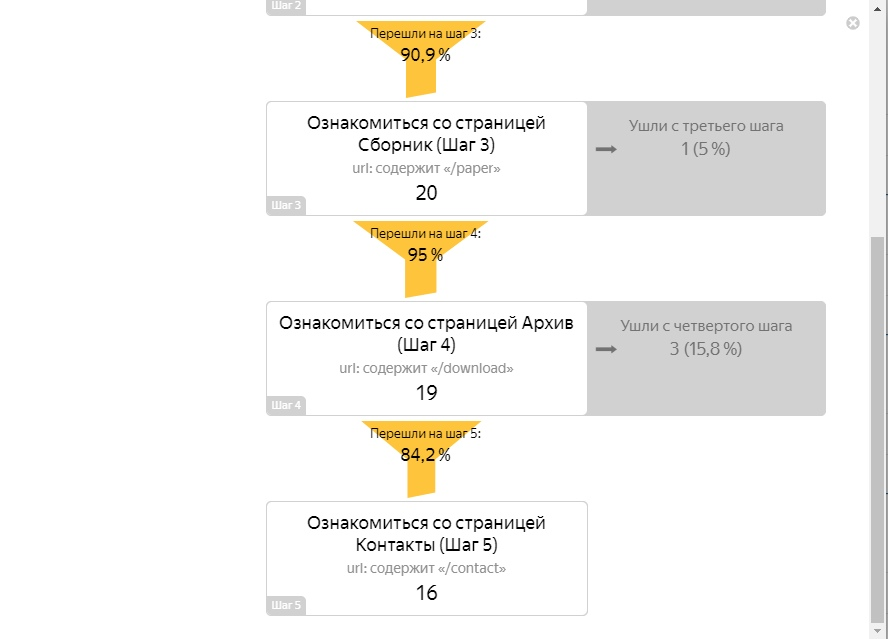 Шаг 2
Перешли на шаг 3:
90,9 %
Ознакомиться со страницей
Сборник (Шаг 3)
url: содержит «/paper»
20
Шаг 3
Ушли с третьего шага
1 (5 %)
Перешли на шаг 4:
95 %
Ознакомиться со страницей Архив
(Шаг 4)
url: содержит «/download»
19
Шаг 4
Ушли с четвертого шага
3 (15,8 %)
Перешли на шаг 5:
84,2 %
Ознакомиться со страницей
Контакты (Шаг 5)
url: содержит «/contact»
16
Шаг 5